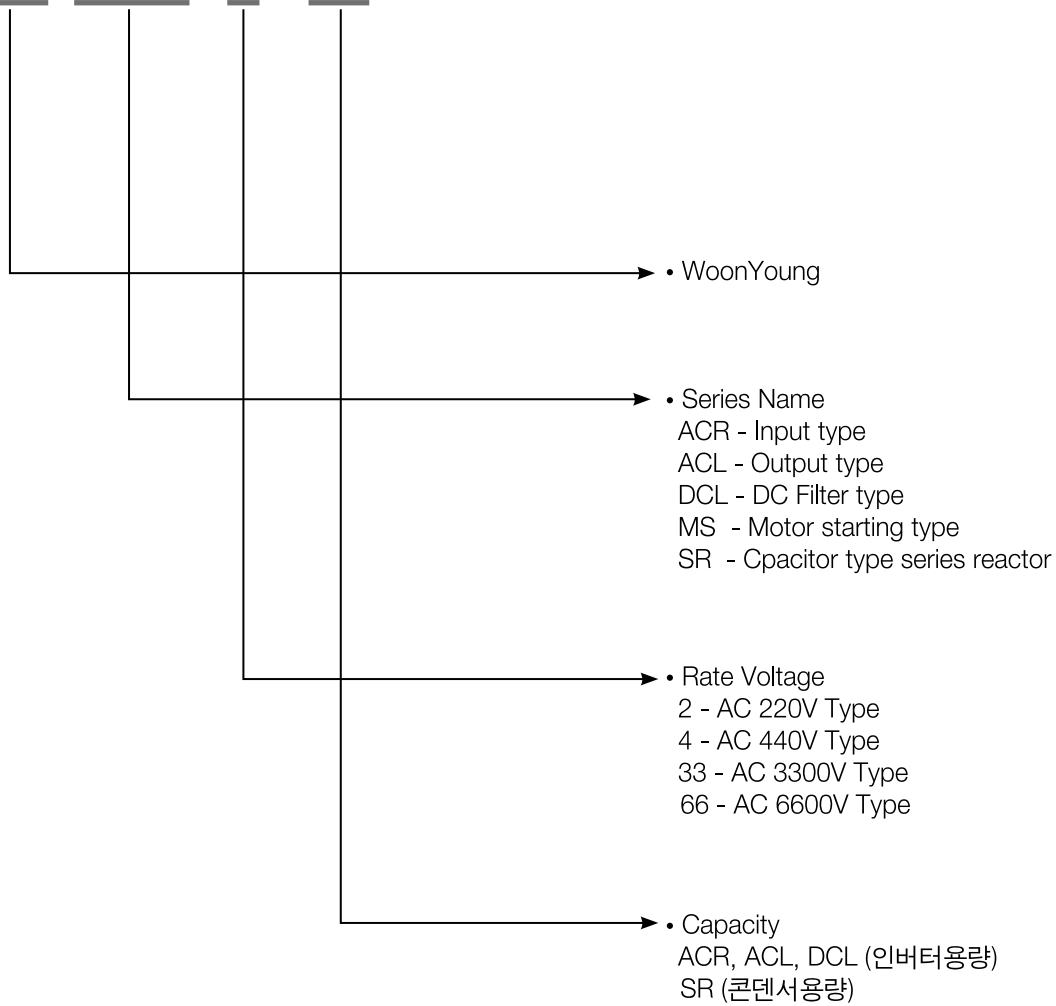 • WoonYoung
• Series Name
ACR - Input type
ACL - Output type
DCL - DC Filter type
MS - Motor starting type
SR - Cpacitor type series reactor
• Rate Voltage
2 - AC 220V Type
4 - AC 440V Type
33 - AC 3300V Type
66 - AC 6600V Type
• Capacity
ACR, ACL, DCL (인버터용량)
SR (콘덴서용량)